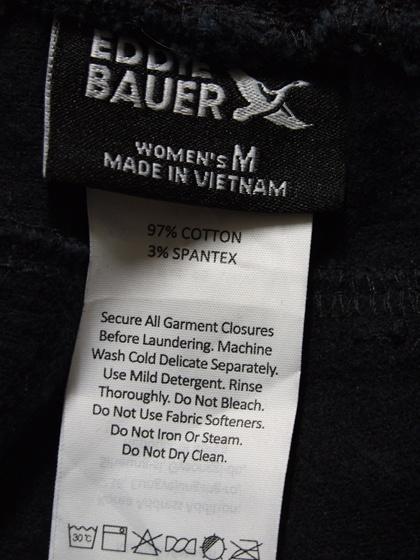 EDDIE
BAUER
WOMEN'S M
MADE IN VIETNAM
97% COTTON
3% SPANTEX
Secure All Garment Closures
Before Laundering. Machine
Wash Cold Delicate Separately.
Use Mild Detergent. Rinse
Thoroughly. Do Not Bleach.
Do Not Use Fabric Softeners.
Do Not Iron Or Steam.
Do Not Dry Clean.
30°C